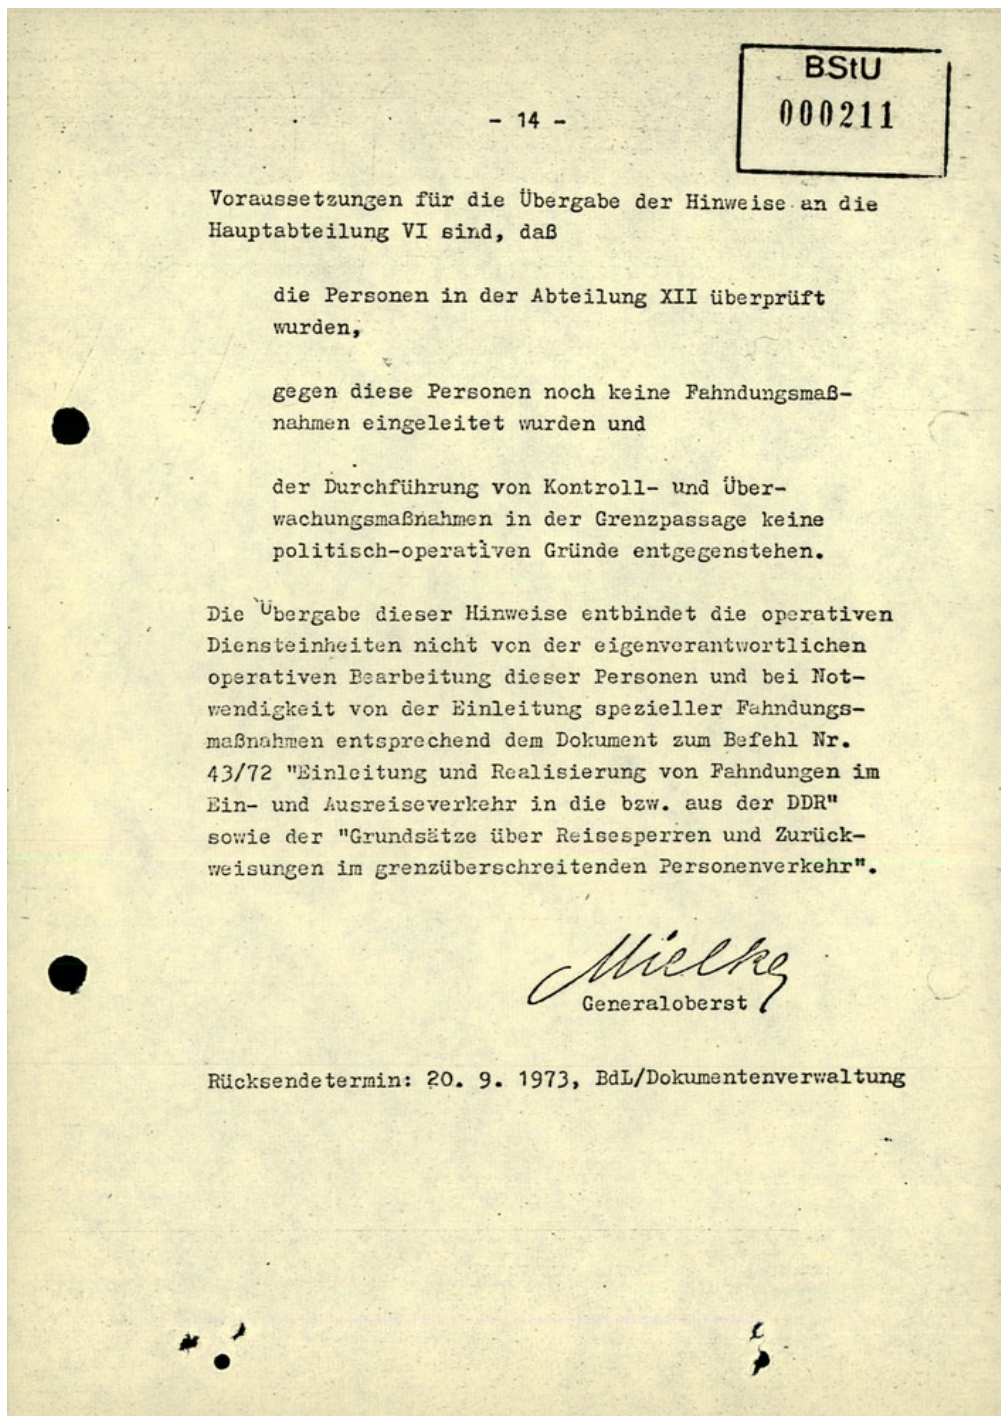 BStU
000211
- 14 -
Voraussetzungen für die Übergabe der Hinweise an die
Hauptabteilung VI sind, daß
die Personen in der Abteilung XII überprüft
wurden,
gegen diese Personen noch keine Fahndungsmaß-
nahmen eingeleitet wurden und
der Durchführung von Kontroll- und Über-
wachungsmaßnahmen in der Grenzpassage keine
politisch-operativen Gründe entgegenstehen.
Die Übergabe dieser Hinweise entbindet die operativen
Diensteinheiten nicht von der eigenverantwortlichen
operativen Bearbeitung dieser Personen und bei Not-
wendigkeit von der Einleitung spezieller Fahndungs-
maßnahmen entsprechend dem Dokument zum Befehl Nr.
43/72 "Einleitung und Realisierung von Fahndungen im
Ein- und Ausreiseverkehr in die bzw. aus der DDR"
sowie der "Grundsätze über Reisesperren und Zurück-
weisungen im grenzüberschreitenden Personenverkehr".
Mielke
Generaloberst
Rücksendetermin: 20. 9. 1973, BdL/Dokumentenverwaltung